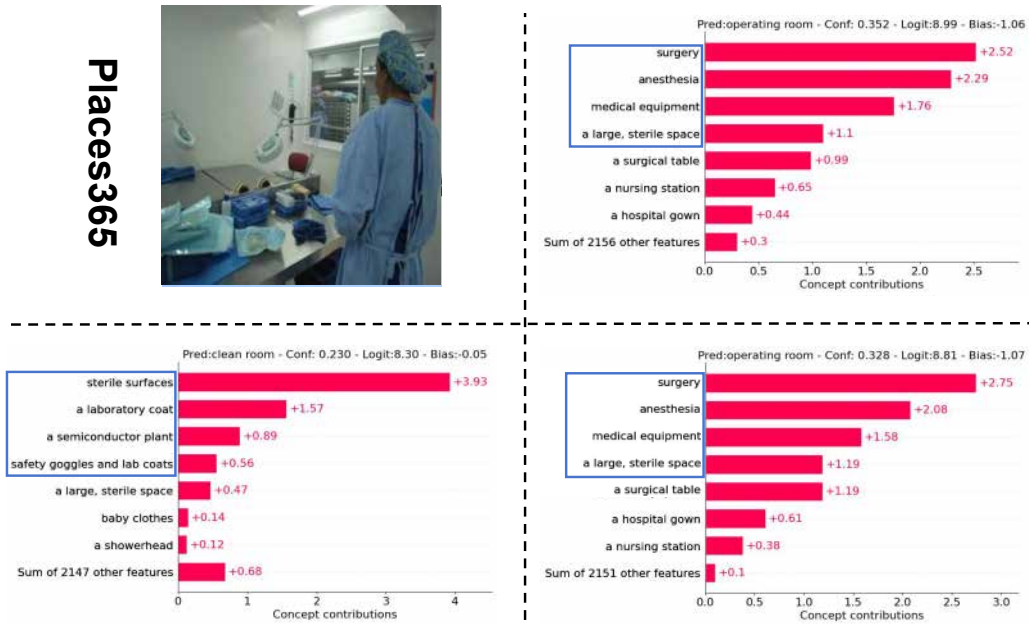 Places365
Pred:operating room - Conf: 0.352 - Logit:8.99 - Bias:-1.06
surgery +2.52
anesthesia +2.29
medical equipment +1.76
a large, sterile space +1.1
a surgical table +0.99
a nursing station +0.65
a hospital gown +0.44
Sum of 2156 other features +0.3
0.0 0.5 1.0 1.5 2.0 2.5
Concept contributions
Pred:clean room - Conf: 0.230 - Logit:8.30 - Bias:-0.05
sterile surfaces +3.93
a laboratory coat +1.57
a semiconductor plant +0.89
safety goggles and lab coats +0.56
a large, sterile space +0.47
baby clothes +0.14
a showerhead +0.12
Sum of 2147 other features +0.68
0 1 2 3 4
Concept contributions
Pred:operating room - Conf: 0.328 - Logit:8.81 - Bias:-1.07
surgery +2.75
anesthesia +2.08
medical equipment +1.58
a large, sterile space +1.19
a surgical table +1.19
a hospital gown +0.61
a nursing station +0.38
Sum of 2151 other features +0.1
0.0 0.5 1.0 1.5 2.0 2.5 3.0
Concept contributions